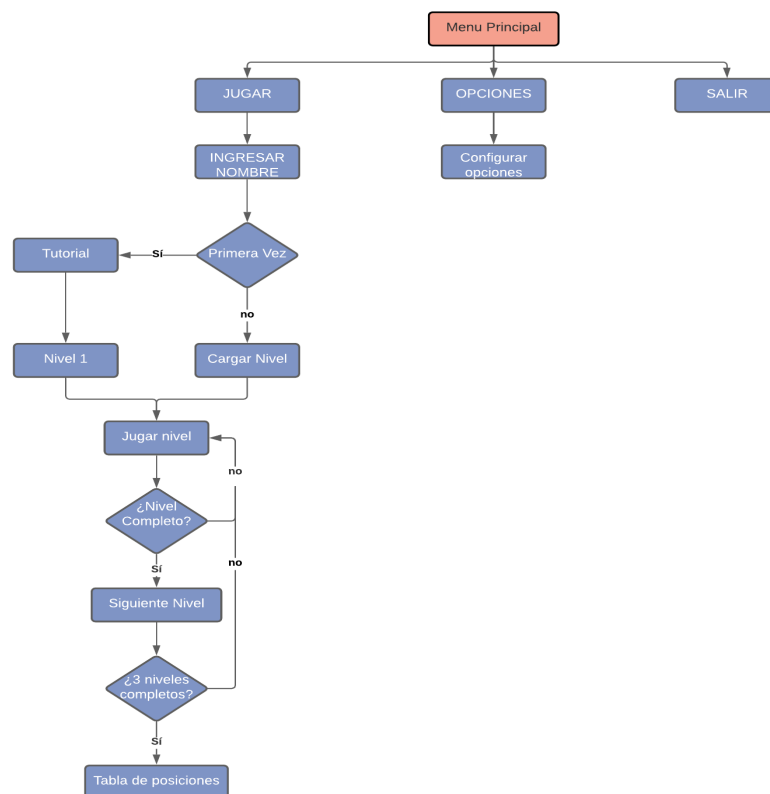 Menu Principal
JUGAR
OPCIONES
SALIR
INGRESAR
NOMBRE
Configurar
opciones
Tutorial
Sí
Primera Vez
no
Nivel 1
Cargar Nivel
Jugar nivel
no
¿Nivel
Completo?
no
Sí
Siguiente Nivel
¿3 niveles
completos?
Sí
Tabla de posiciones